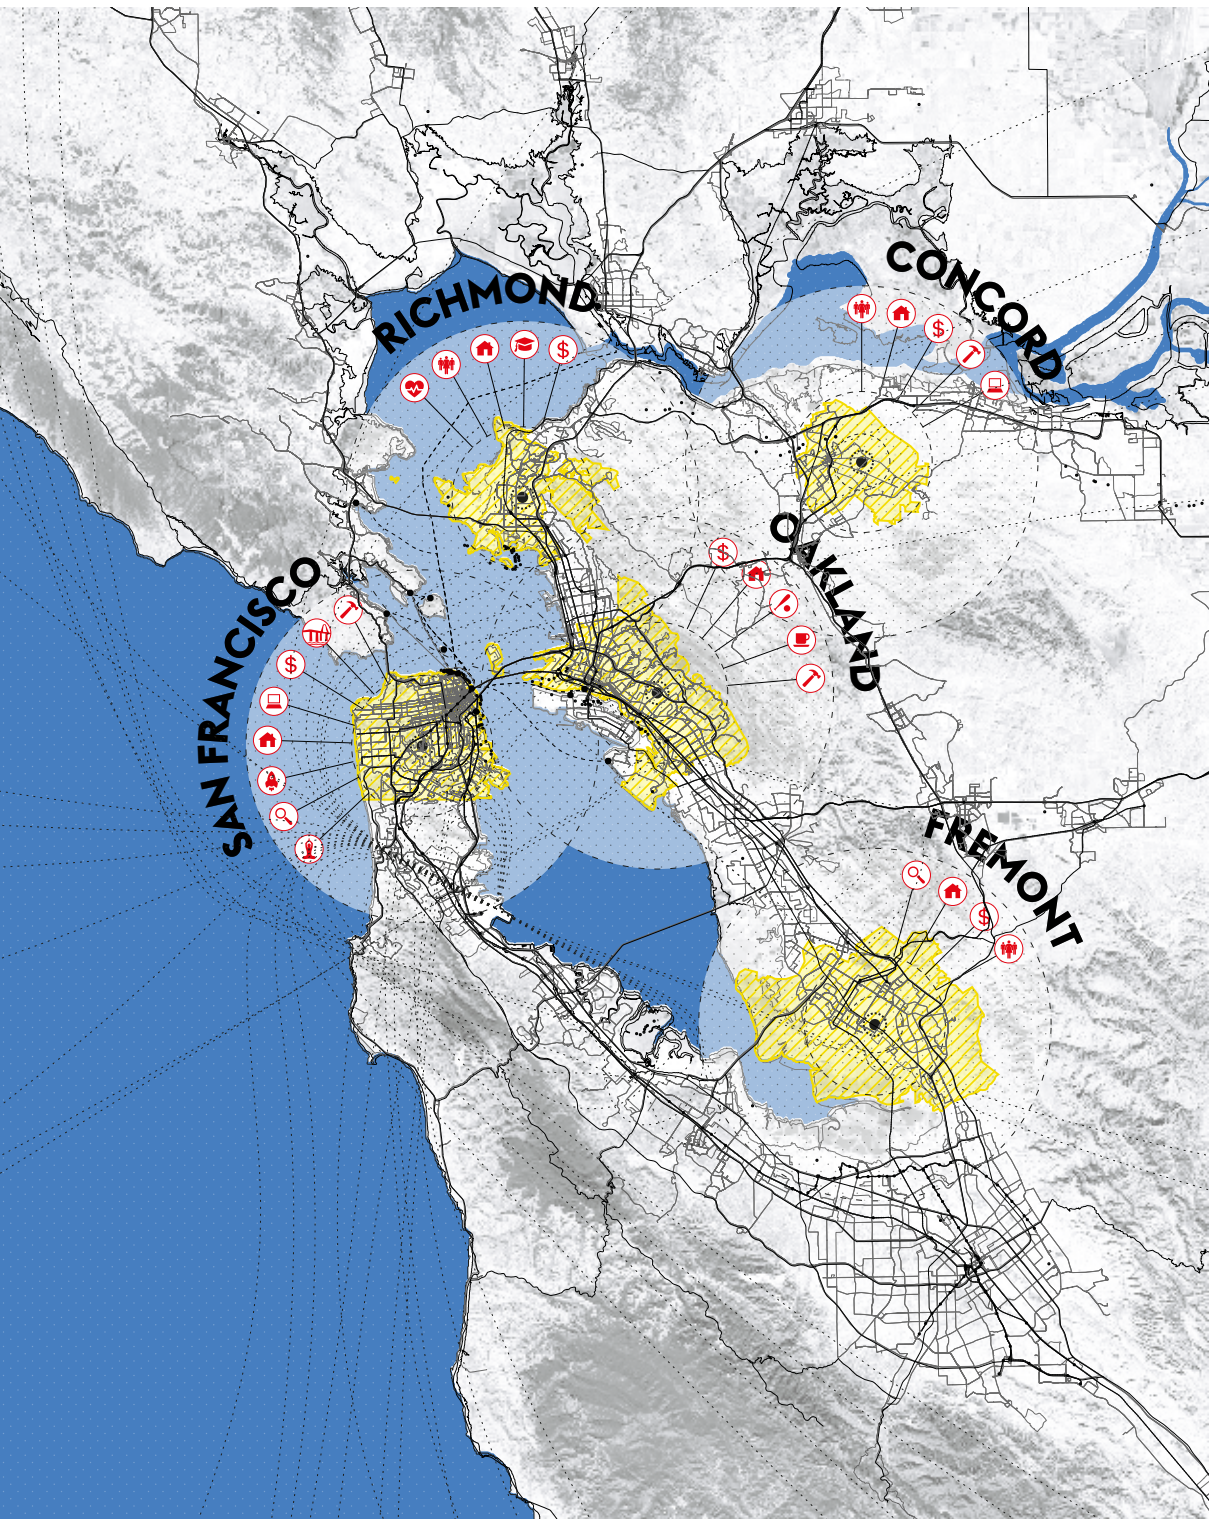 RICHMOND
CONCORD
SAN FRANCISCO
OAKLAND
FREMONT
$
$
$
$
$